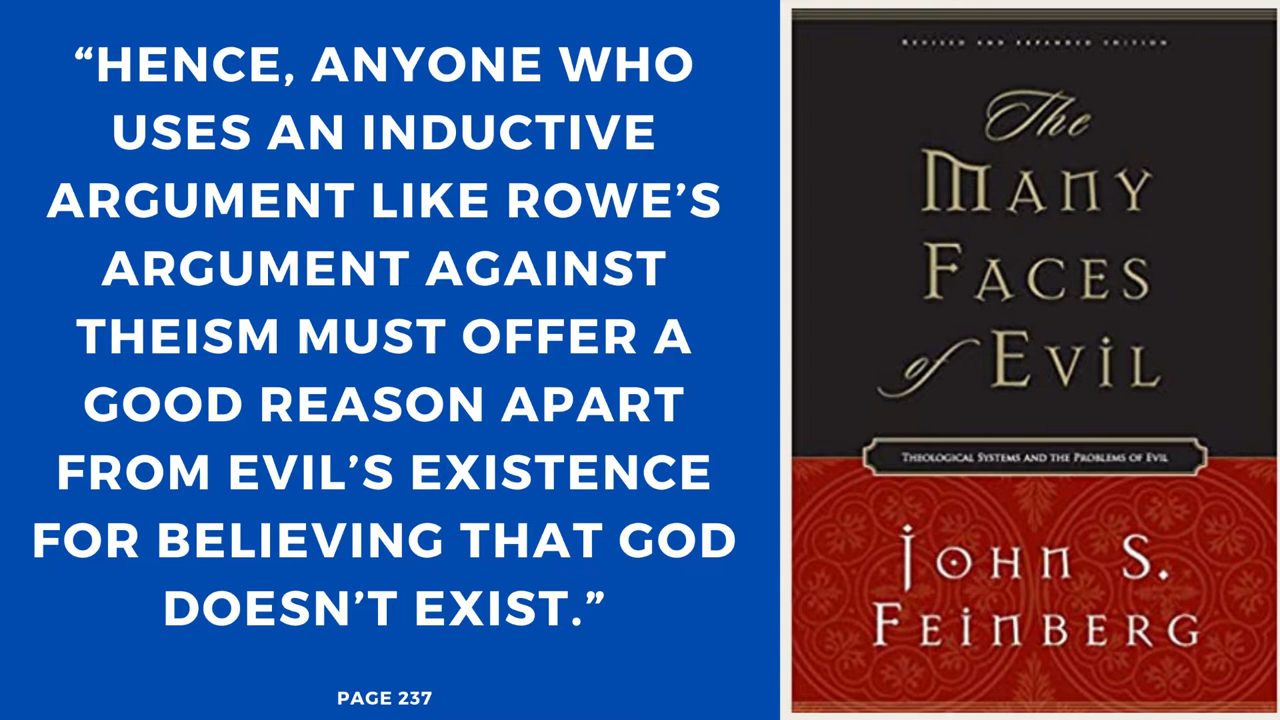 “HENCE, ANYONE WHO
USES AN INDUCTIVE
ARGUMENT LIKE ROWE’S
ARGUMENT AGAINST
THEISM MUST OFFER A
GOOD REASON APART
FROM EVIL’S EXISTENCE
FOR BELIEVING THAT GOD
DOESN’T EXIST.”
PAGE 237
REVISED AND EXPANDED EDITION
The
MANY
FACES
of EVIL
THEOLOGICAL SYSTEMS AND THE PROBLEMS OF EVIL
JOHN S.
FEINBERG